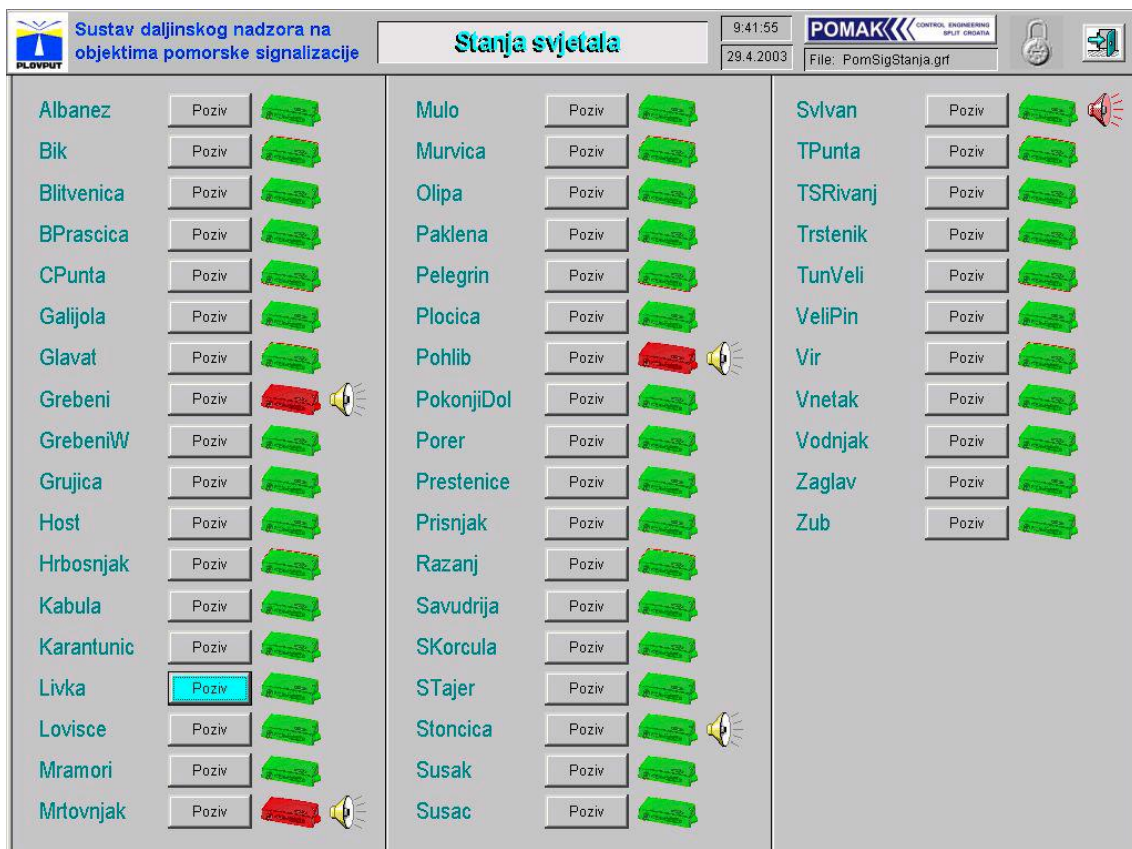 PLOVPUT
Sustav daljinskog nadzora na
objektima pomorske signalizacije
Stanja svjetala
9:41:55
29.4.2003
POMAK CONTROL ENGINEERING
SPLIT CROATIA
File: PomSigStanja.grf
Albanez Poziv
Bik Poziv
Blitvenica Poziv
BPrascica Poziv
CPunta Poziv
Galijola Poziv
Glavat Poziv
Grebeni Poziv
GrebeniW Poziv
Grujica Poziv
Host Poziv
Hrbosnjak Poziv
Kabula Poziv
Karantunic Poziv
Livka Poziv
Lovisce Poziv
Mramori Poziv
Mrtovnjak Poziv
Mulo Poziv
Murvica Poziv
Olipa Poziv
Paklena Poziv
Pelegrin Poziv
Plocica Poziv
Pohlib Poziv
PokonjiDol Poziv
Porer Poziv
Prestenice Poziv
Prisnjak Poziv
Razanj Poziv
Savudrija Poziv
SKorcula Poziv
STajer Poziv
Stoncica Poziv
Susak Poziv
Susac Poziv
SvIvan Poziv
TPunta Poziv
TSRivanj Poziv
Trstenik Poziv
TunVeli Poziv
VeliPin Poziv
Vir Poziv
Vnetak Poziv
Vodnjak Poziv
Zaglav Poziv
Zub Poziv